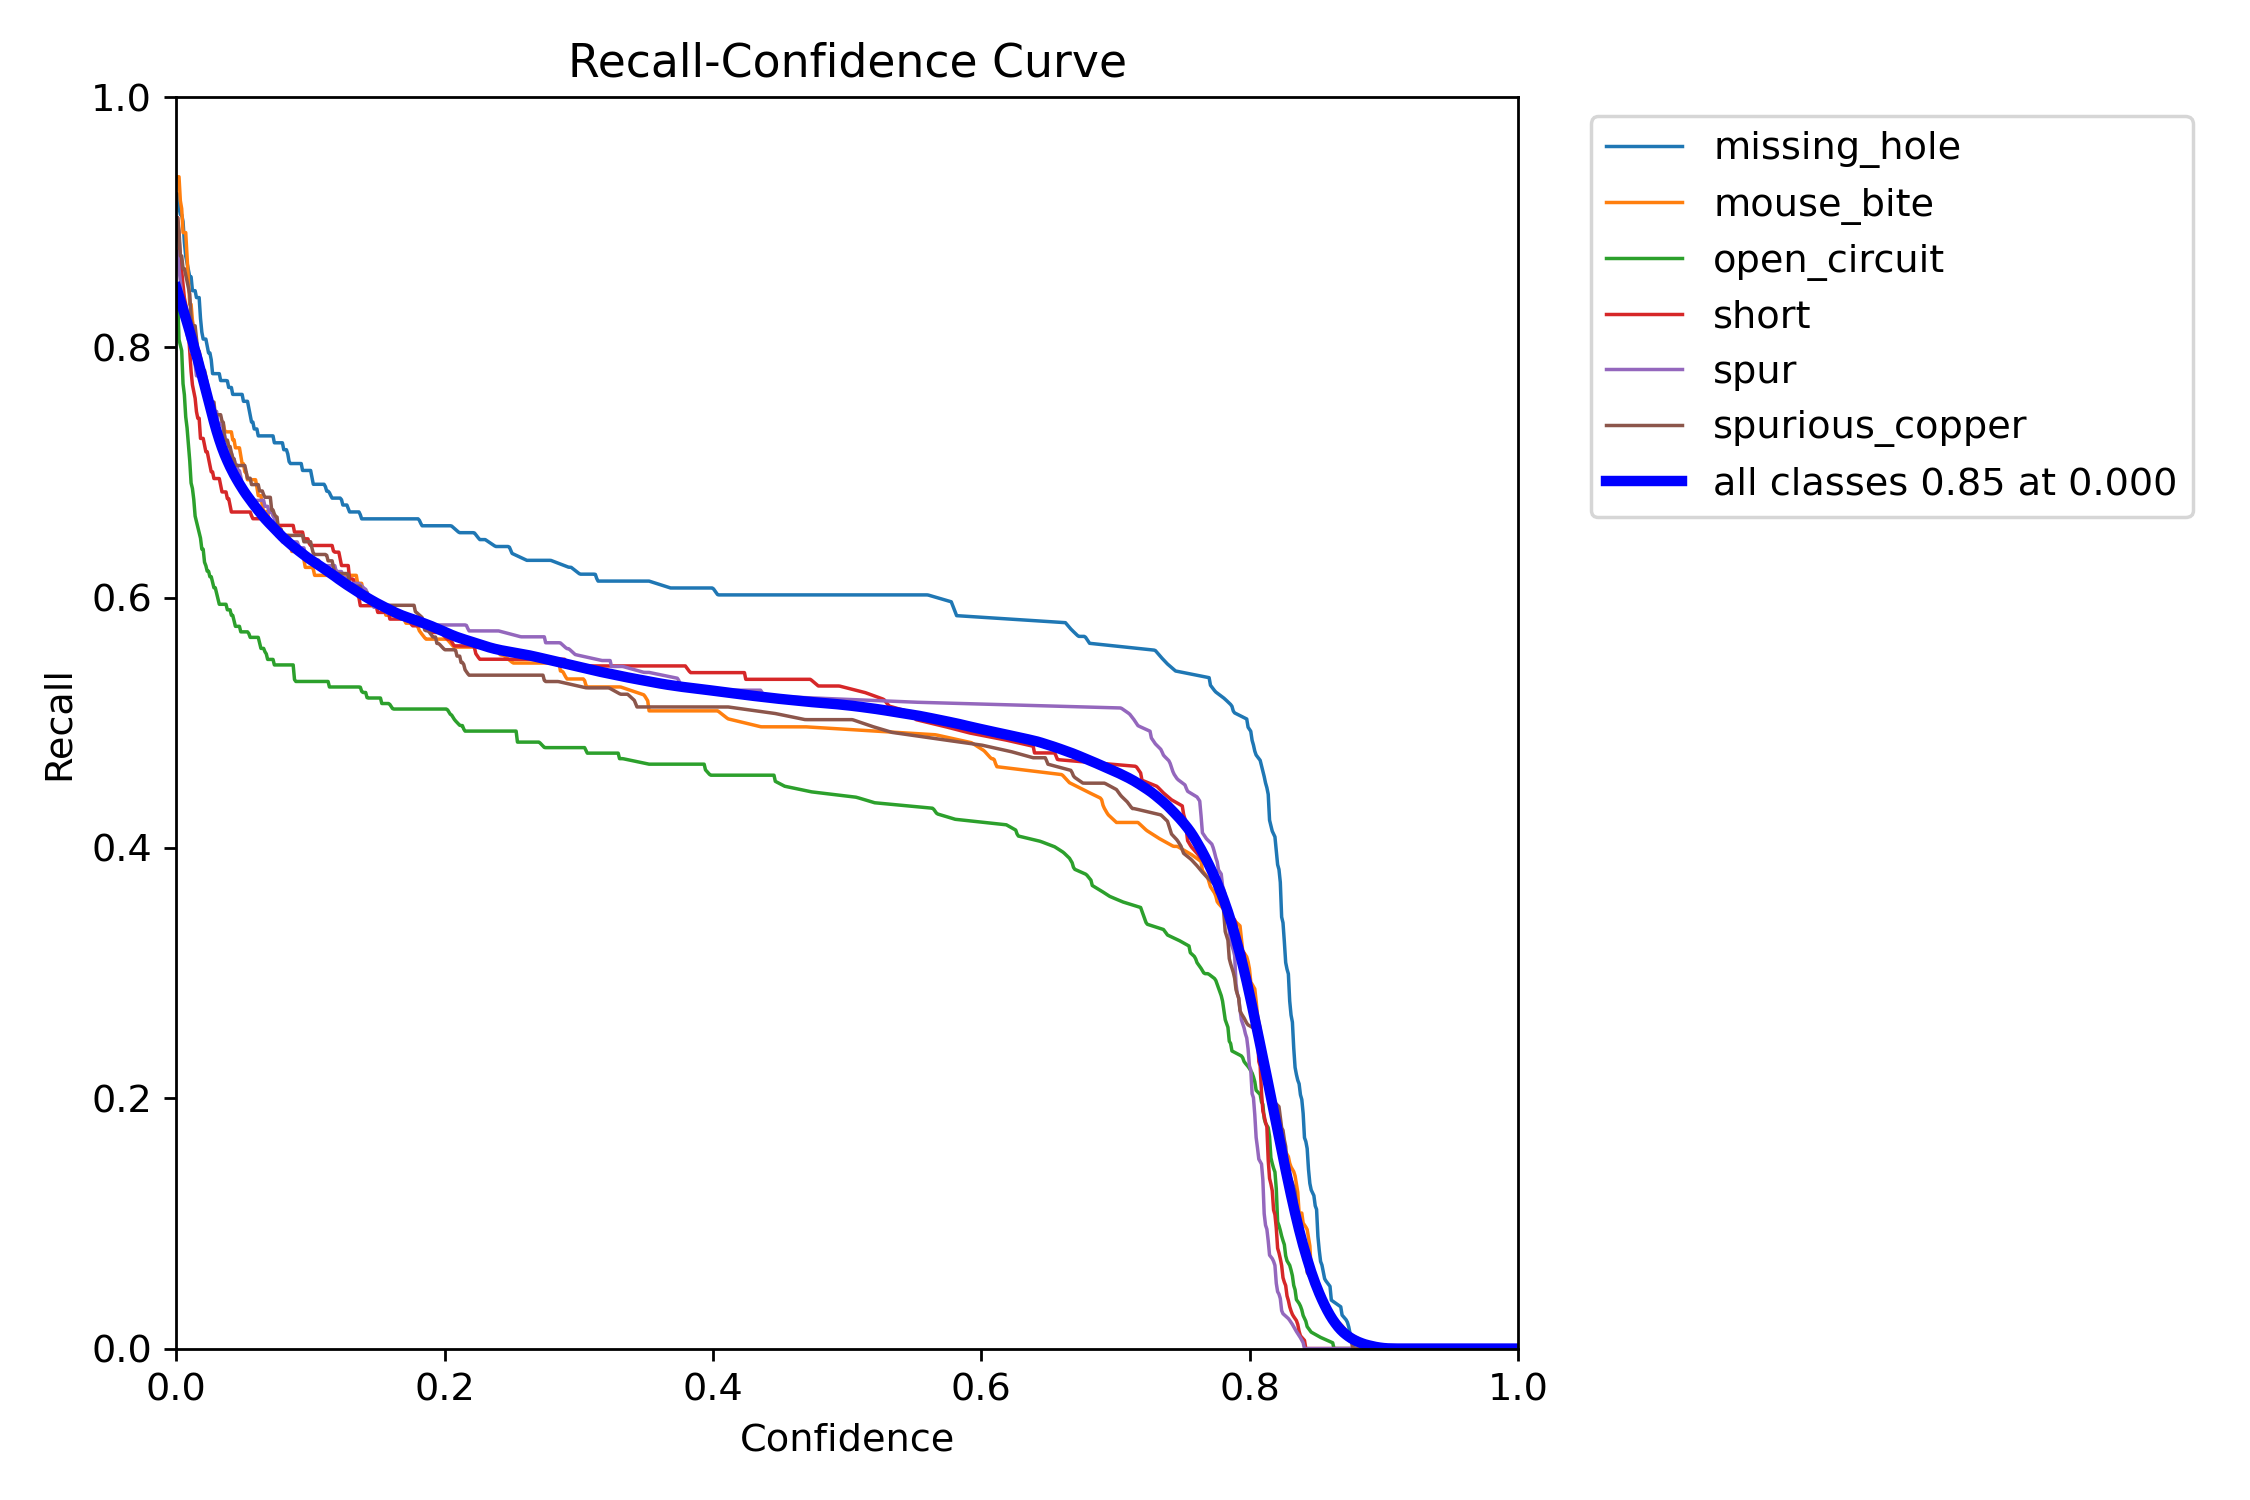 Recall-Confidence Curve
1.0
0.8
0.6
0.4
0.2
0.0
Recall
0.0 0.2 0.4 0.6 0.8 1.0
Confidence
missing_hole
mouse_bite
open_circuit
short
spur
spurious_copper
all classes 0.85 at 0.000